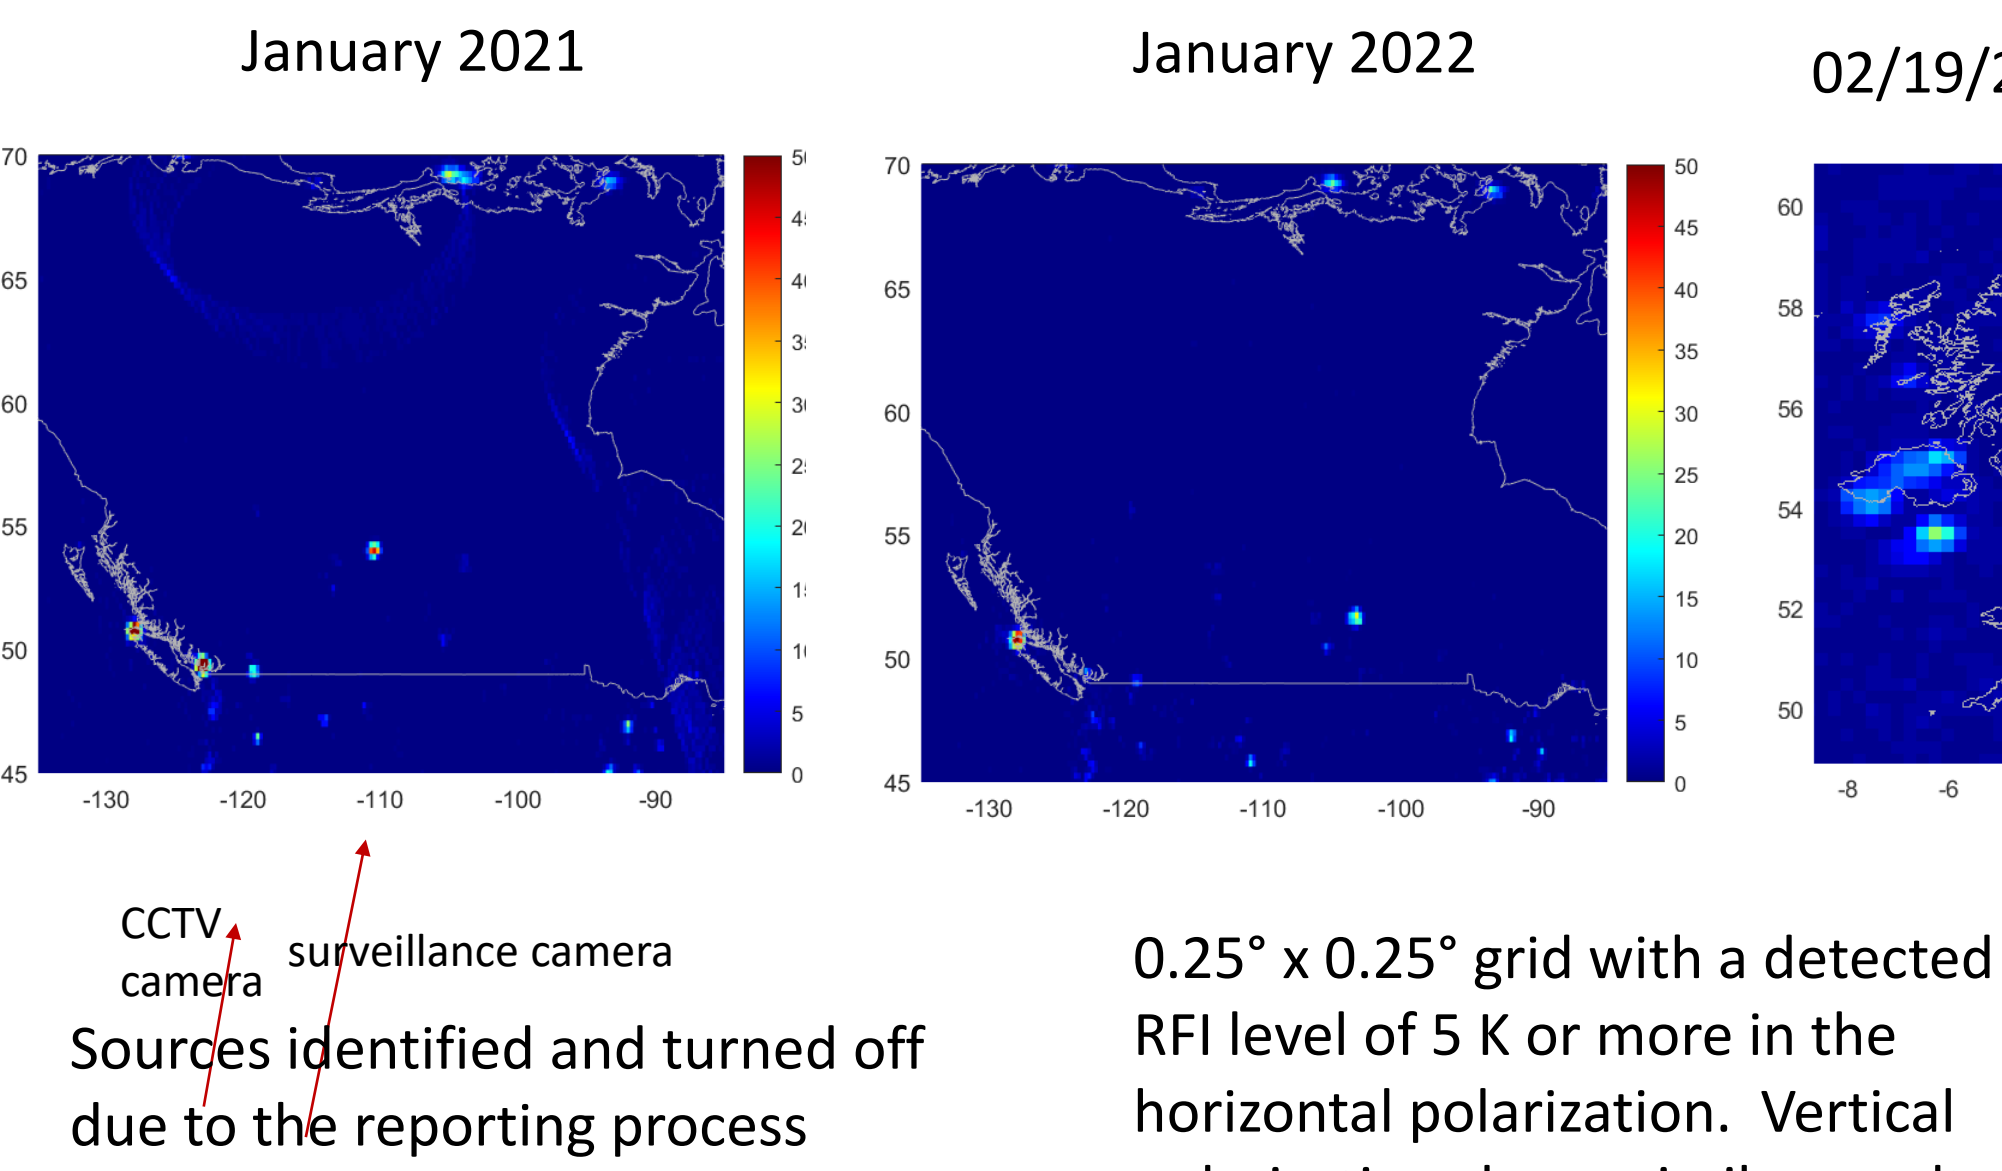 January 2021
January 2022
02/19/2
70
65
60
55
50
45
-130 -120 -110 -100 -90
5
0
70
65
60
55
50
45
-130 -120 -110 -100 -90
50
45
40
35
30
25
20
15
10
5
0
60
58
56
54
52
50
-8 -6
CCTV
camera
surveillance camera
Sources identified and turned off
due to the reporting process
0.25° x 0.25° grid with a detected
RFI level of 5 K or more in the
horizontal polarization. Vertical